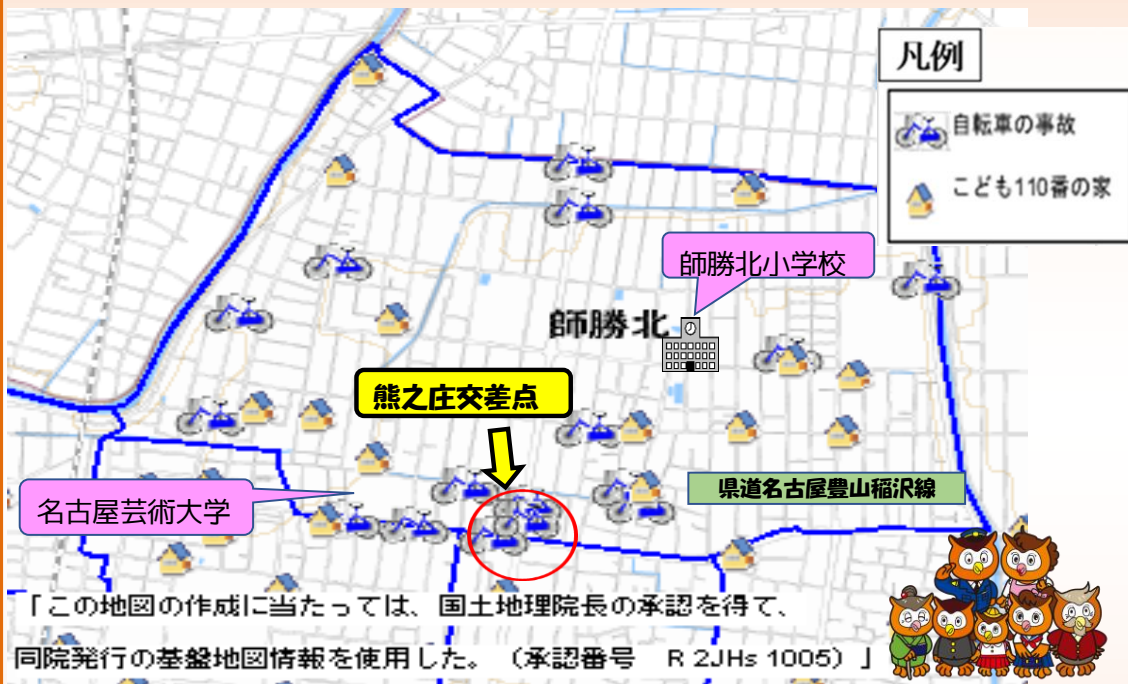 凡例
自転車の事故
こども110番の家
師勝北小学校
師勝北
熊之庄交差点
県道名古屋豊山稲沢線
名古屋芸術大学
「この地図の作成に当たっては、国土地理院長の承認を得て、
同院発行の基盤地図情報を使用した。（承認番号　R 2JHs 1005）」